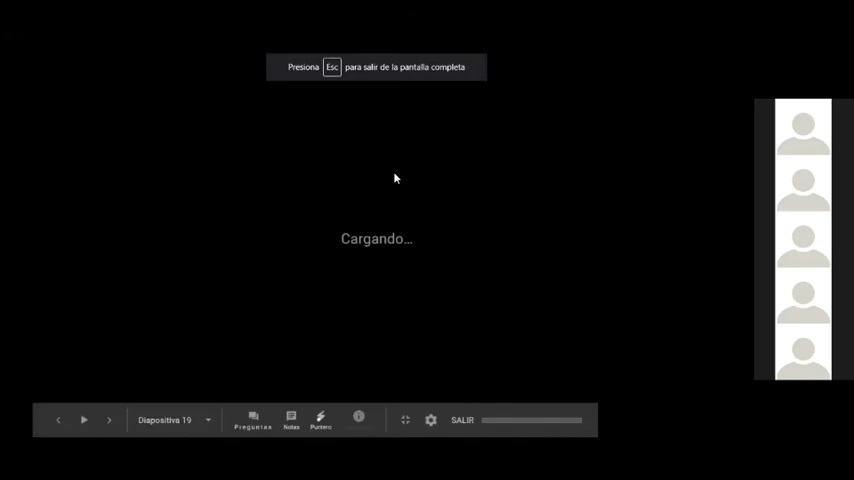 Presiona Esc para salir de la pantalla completa
Cargando...
Diapositiva 19
Preguntas
Notas
Puntero
SALIR